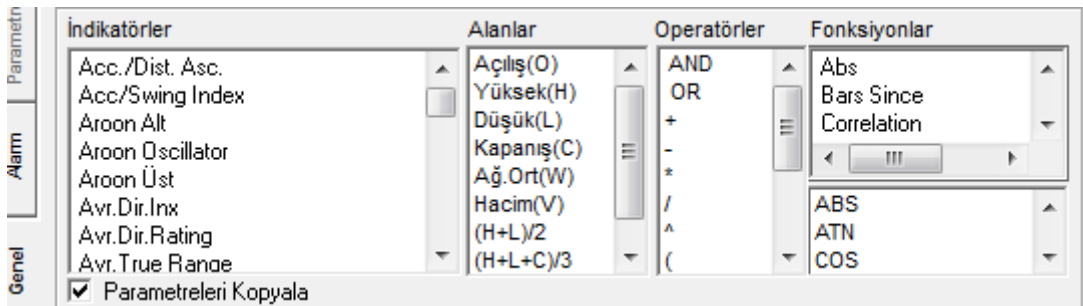 Parametr
Alarm
Genel
İndikatörler
Acc./Dist. Asc.
Acc/Swing Index
Aroon Alt
Aroon Oscillator
Aroon Üst
Avr.Dir.Inx
Avr.Dir.Rating
Avr.True Range
Parametreleri Kopyala
Alanlar
Açılış(O)
Yüksek(H)
Düşük(L)
Kapanış(C)
Ağ.Ort(W)
Hacim(V)
(H+L)/2
(H+L+C)/3
Operatörler
AND
OR
+
-
*
/
^
(
Fonksiyonlar
Abs
Bars Since
Correlation
ABS
ATN
COS